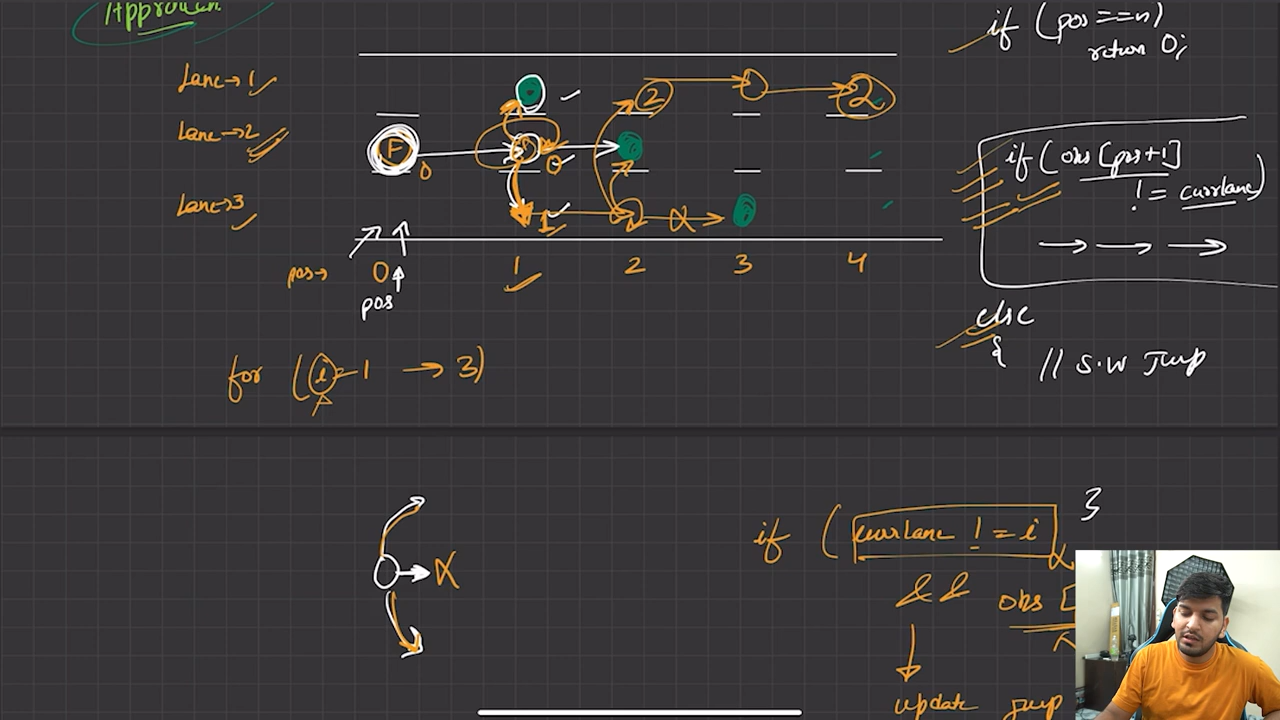 Approach
if (pos==n)
return 0;
Lane→1
Lane→2
Lane→3
F
0
0
1
2
2
2
pos→ 0 1 2 3 4
pos
if (obs[pos+1]
!= currlane)
else
{
// S.W Jump
for (i=1 → 3)
3
if (currlane != i
&& obs [
update jump